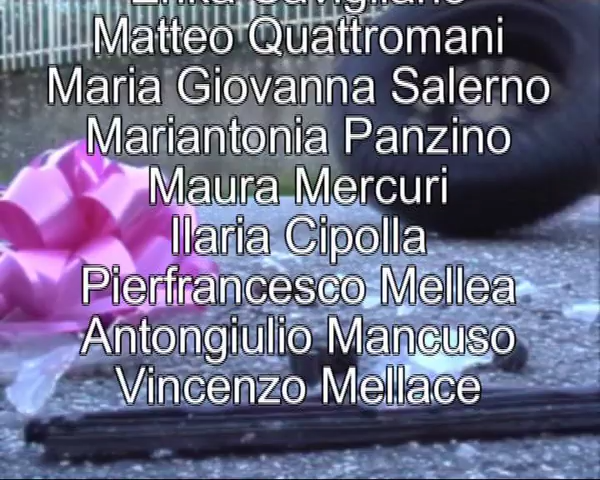 Matteo Quattromani
Maria Giovanna Salerno
Mariantonia Panzino
Maura Mercuri
Ilaria Cipolla
Pierfrancesco Mellea
Antongiulio Mancuso
Vincenzo Mellace